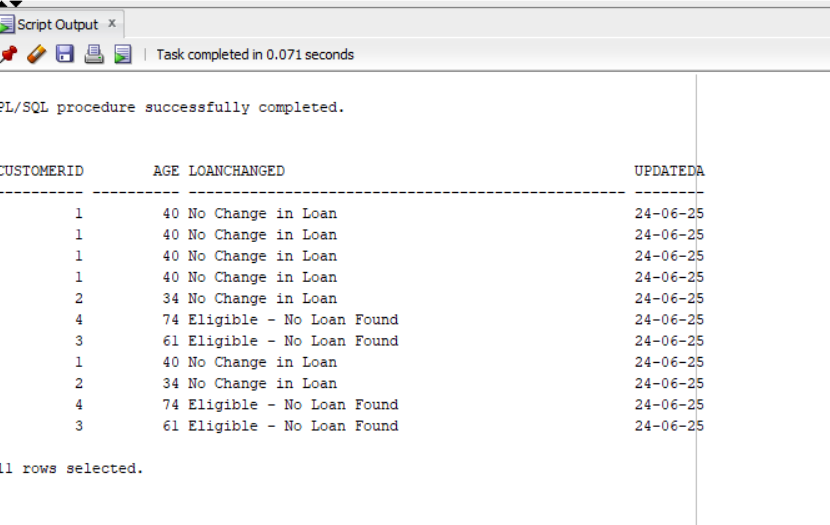 Script Output ×
Task completed in 0.071 seconds
PL/SQL procedure successfully completed.
CUSTOMERID AGE LOANCHANGED UPDATEDA
---------- ---------- -------------------------------------------------- --------
1 40 No Change in Loan 24-06-25
1 40 No Change in Loan 24-06-25
1 40 No Change in Loan 24-06-25
1 40 No Change in Loan 24-06-25
2 34 No Change in Loan 24-06-25
4 74 Eligible - No Loan Found 24-06-25
3 61 Eligible - No Loan Found 24-06-25
1 40 No Change in Loan 24-06-25
2 34 No Change in Loan 24-06-25
4 74 Eligible - No Loan Found 24-06-25
3 61 Eligible - No Loan Found 24-06-25
11 rows selected.